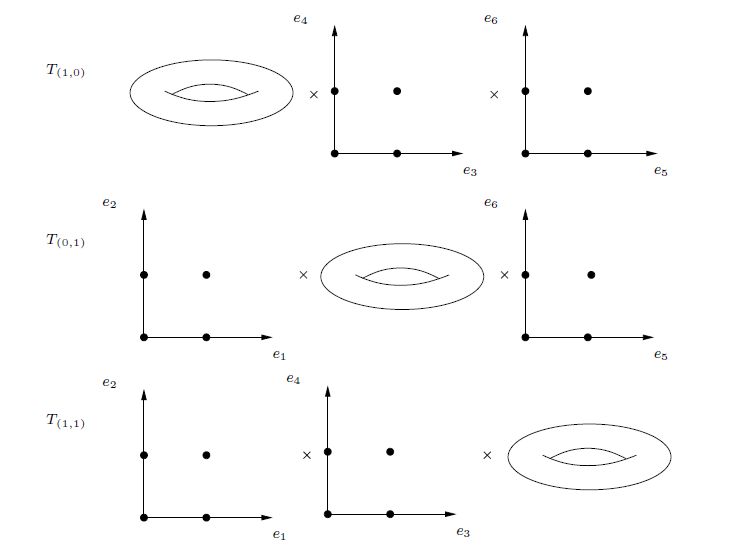 e₄ e₆
T₍₁,₀₎ × ×
e₃ e₅
e₂ e₆
T₍₀,₁₎ × ×
e₁ e₅
e₂ e₄
T₍₁,₁₎ × ×
e₁ e₃